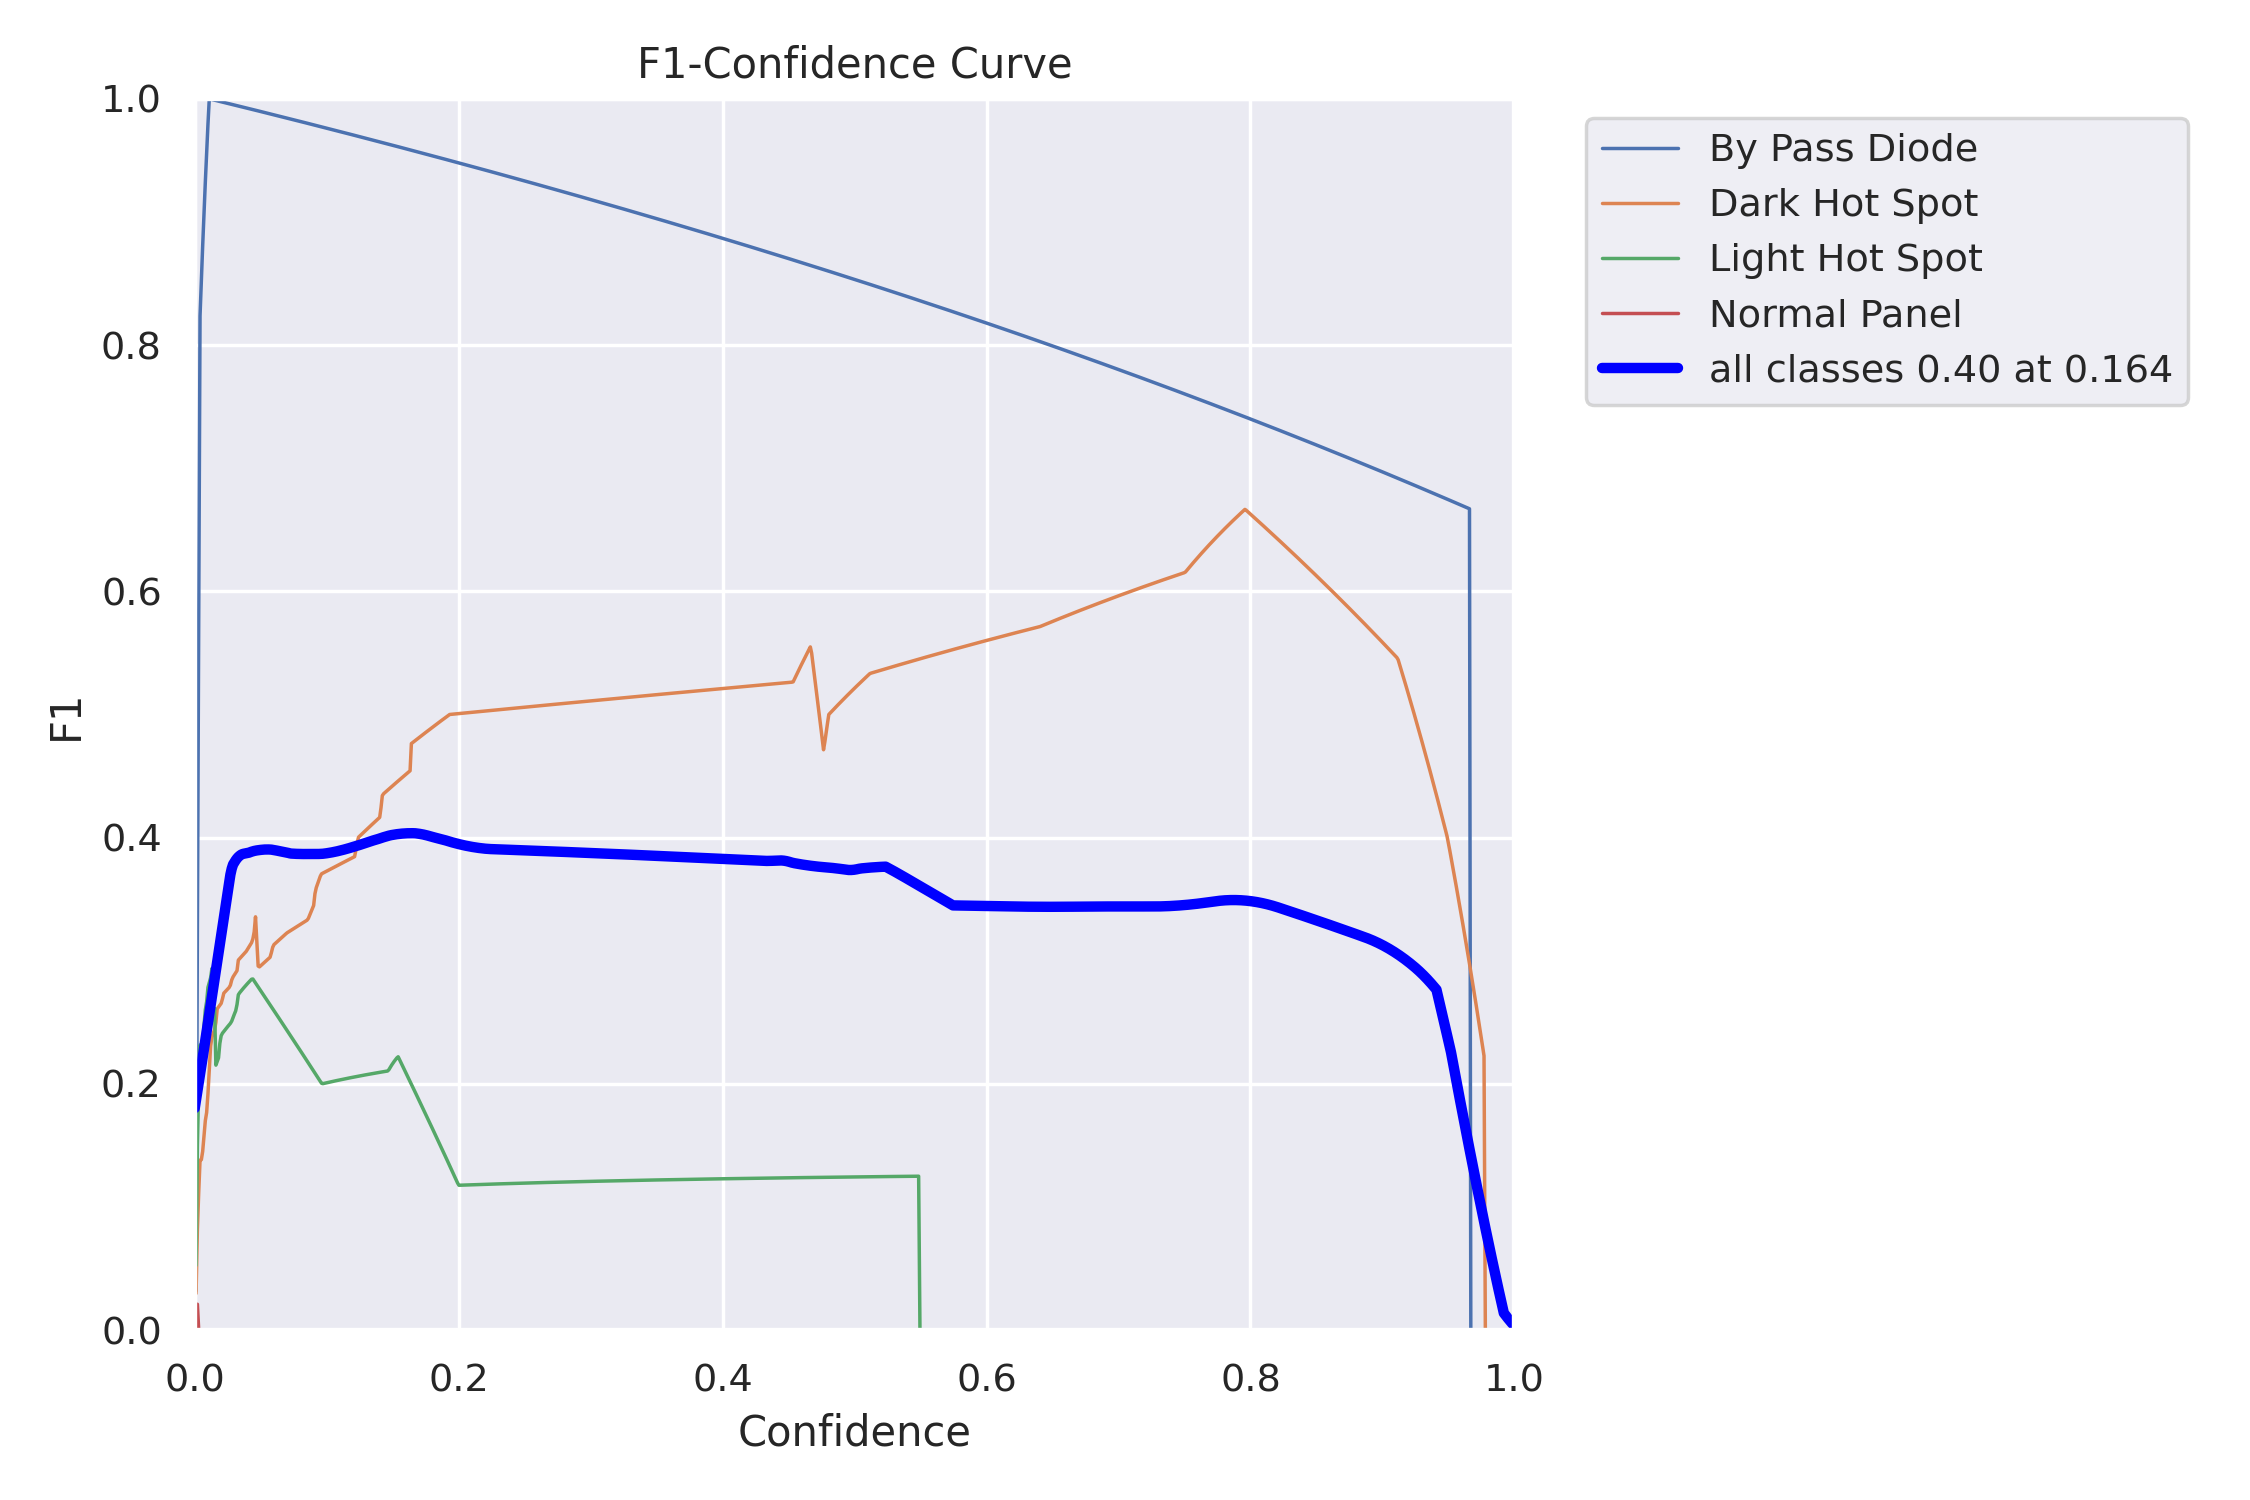 F1-Confidence Curve
1.0
0.8
0.6
0.4
0.2
0.0
F1
0.0 0.2 0.4 0.6 0.8 1.0
Confidence
By Pass Diode
Dark Hot Spot
Light Hot Spot
Normal Panel
all classes 0.40 at 0.164